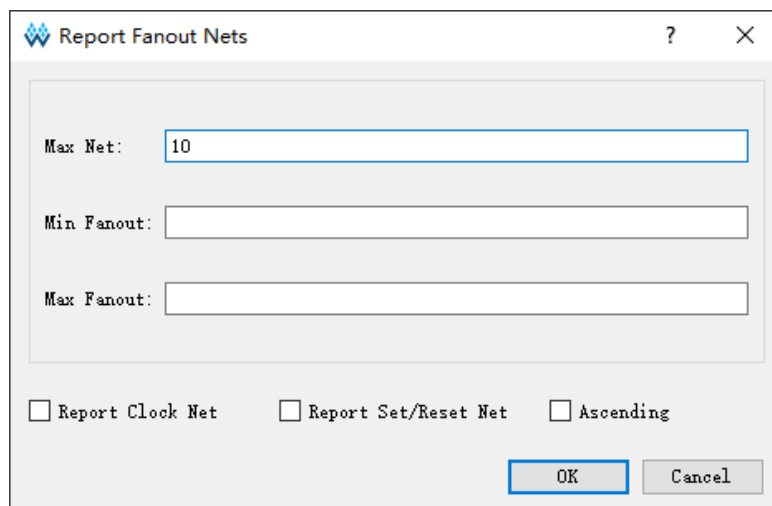 Report Fanout Nets ?
Max Net: 10
Min Fanout:
Max Fanout:
Report Clock Net Report Set/Reset Net Ascending
OK Cancel